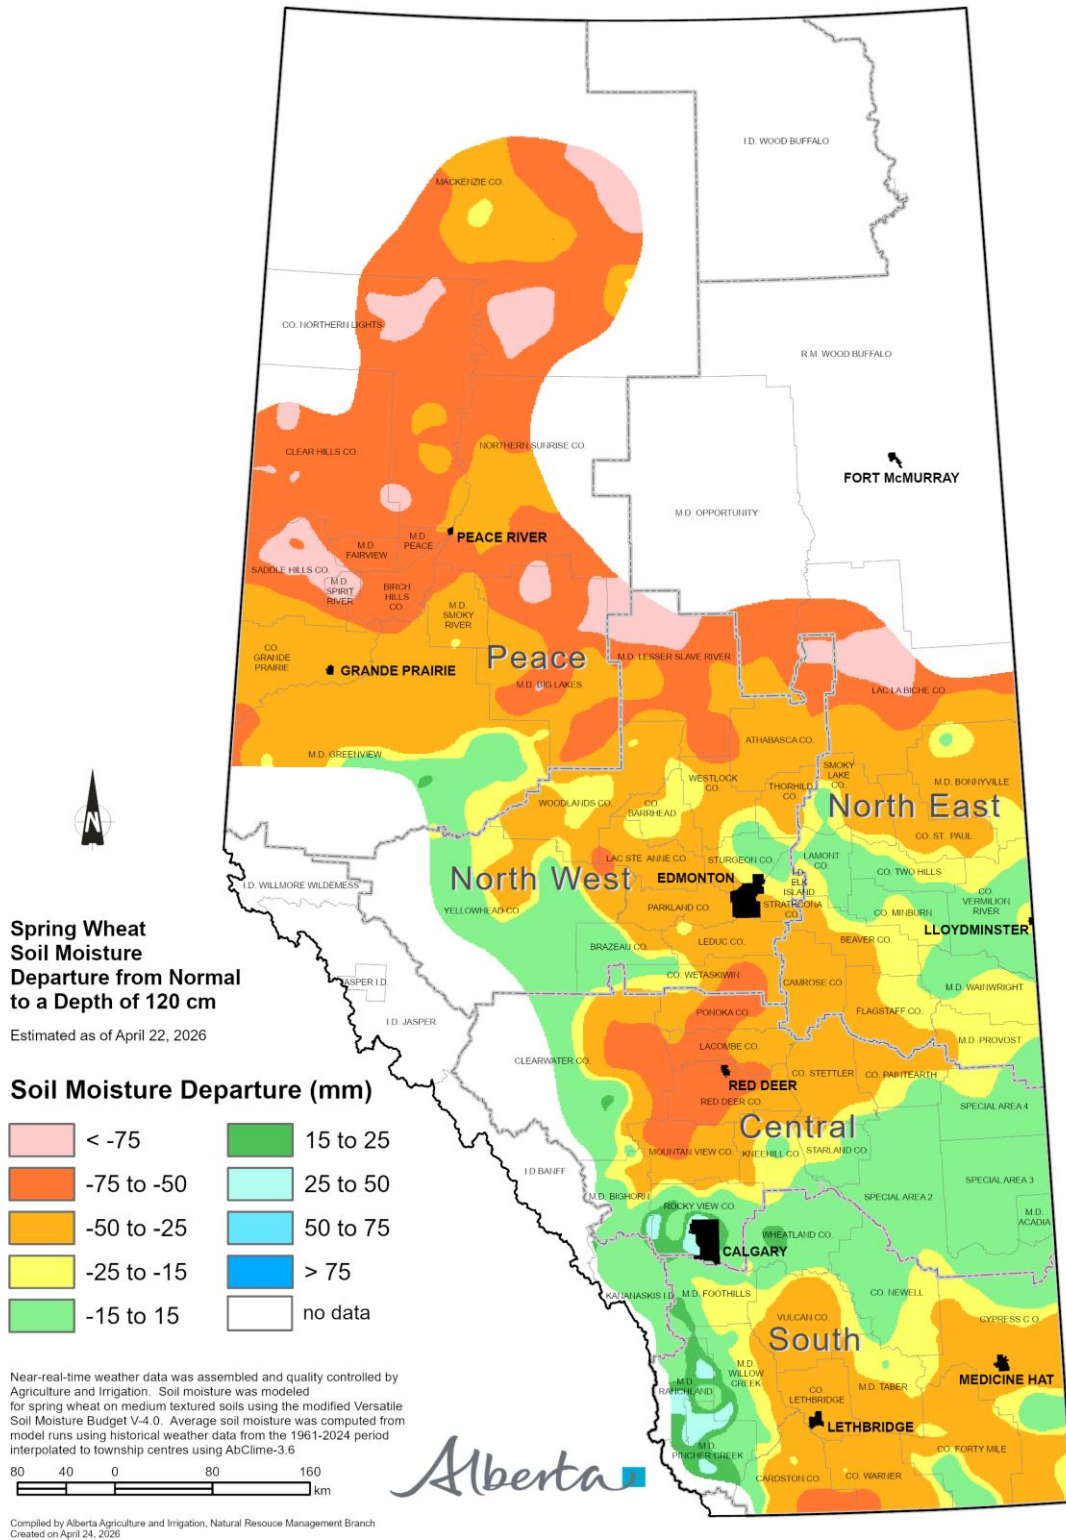 I.D. WOOD BUFFALO
MACKENZIE CO.
CO. NORTHERN LIGHTS
R.M. WOOD BUFFALO
CLEAR HILLS CO.
NORTHERN SUNRISE CO.
FORT McMURRAY
M.D. OPPORTUNITY
PEACE RIVER
M.D.
PEACE
M.D.
FAIRVIEW
SADDLE HILLS CO.
M.D.
SPIRIT
RIVER
BIRCH
HILLS
CO.
M.D.
SMOKY
RIVER
CO.
GRANDE
PRAIRIE
GRANDE PRAIRIE
Peace
M.D. LESSER SLAVE RIVER
M.D. BIG LAKES
LAC LA BICHE CO.
M.D. GREENVIEW
ATHABASCA CO.
WESTLOCK
CO.
SMOKY
LAKE
CO.
M.D. BONNYVILLE
THORHILD
CO.
WOODLANDS CO.
CO.
BARRHEAD
North East
CO. ST. PAUL
LAC STE ANNE CO.
STURGEON CO.
LAMONT
CO.
CO. TWO HILLS
North West
EDMONTON
I.D.
ELK
ISLAND
I.D. WILLMORE WILDEMESS
CO.
VERMILION
RIVER
YELLOWHEAD CO
PARKLAND CO.
STRATHCONA
CO.
CO. MINBURN
LLOYDMINSTER
BRAZEAU CO.
LEDUC CO.
BEAVER CO.
CO. WETASKIWIN
JASPER I.D.
CAMROSE CO.
M.D. WAINWRIGHT
I.D. JASPER
PONOKA CO.
FLAGSTAFF CO.
CLEARWATER CO.
LACOMBE CO.
M.D. PROVOST
RED DEER
CO. STETTLER
CO. PAINTEARTH
RED DEER CO.
SPECIAL AREA 4
Central
MOUNTAIN VIEW CO.
KNEEHILL CO.
STARLAND CO.
I.D.BANFF
SPECIAL AREA 3
M.D. BIGHORN
ROCKY VIEW CO.
SPECIAL AREA 2
M.D.
ACADIA
CALGARY
WHEATLAND CO.
KANANASKIS I.D.
M.D. FOOTHILLS
CO. NEWELL
VULCAN CO.
CYPRESS C.O.
South
M.D.
WILLOW
CREEK
M.D.
RANCHLAND
M.D. TABER
MEDICINE HAT
CO.
LETHBRIDGE
LETHBRIDGE
M.D.
PINCHER CREEK
CO. FORTY MILE
CARDSTON CO.
CO. WARNER
N
Spring Wheat
Soil Moisture
Departure from Normal
to a Depth of 120 cm
Estimated as of April 22, 2026
Soil Moisture Departure (mm)
< -75
-75 to -50
-50 to -25
-25 to -15
-15 to 15
15 to 25
25 to 50
50 to 75
> 75
no data
Near-real-time weather data was assembled and quality controlled by
Agriculture and Irrigation. Soil moisture was modeled
for spring wheat on medium textured soils using the modified Versatile
Soil Moisture Budget V-4.0. Average soil moisture was computed from
model runs using historical weather data from the 1961-2024 period
interpolated to township centres using AbClime-3.6
80 40 0 80 160
km
Alberta
Compiled by Alberta Agriculture and Irrigation, Natural Resouce Management Branch
Created on April 24, 2026